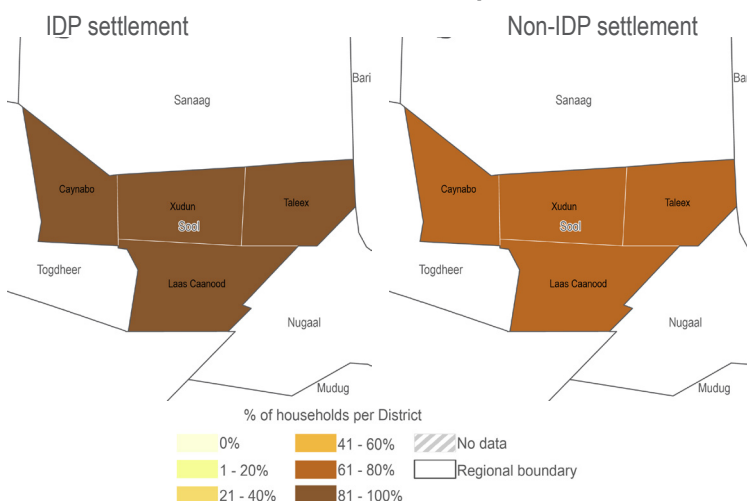 IDP settlement
Non-IDP settlement
Bari
Sanaag
Caynabo
Xudun
Taleex
Sool
Togdheer
Laas Caanood
Nugaal
Mudug
Sanaag
Caynabo
Xudun
Taleex
Sool
Togdheer
Laas Caanood
Nugaal
Mudug
% of households per District
0%
1 - 20%
21 - 40%
41 - 60%
61 - 80%
81 - 100%
No data
Regional boundary